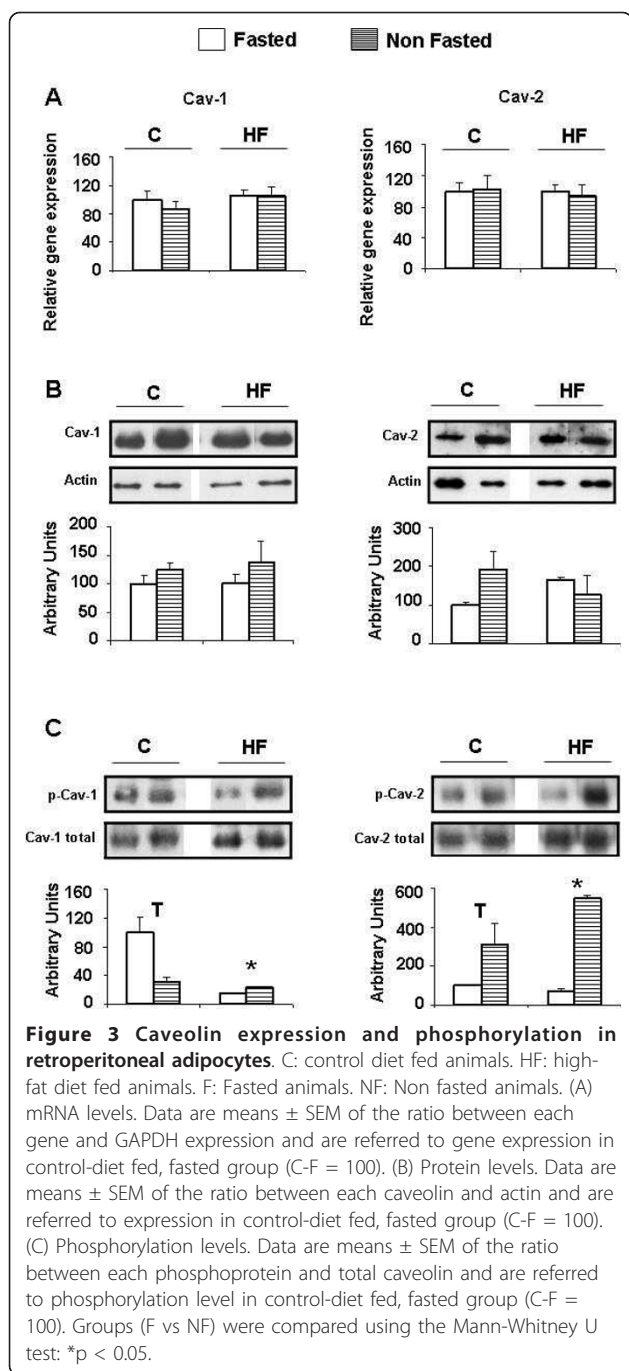 Fasted Non Fasted
A
Cav-1 Cav-2
C HF C HF
Relative gene expression
160
120
80
40
0
Relative gene expression
160
120
80
40
0
B
C HF C HF
Cav-1 Cav-2
Actin Actin
Arbitrary Units
200
150
100
50
0
Arbitrary Units
300
200
100
0
C
C HF C HF
p-Cav-1 p-Cav-2
Cav-1 total Cav-2 total
Arbitrary Units
160
120
80
40
0
T
*
Arbitrary Units
600
400
200
0
T
*
Figure 3 Caveolin expression and phosphorylation in
retroperitoneal adipocytes. C: control diet fed animals. HF: high-
fat diet fed animals. F: Fasted animals. NF: Non fasted animals. (A)
mRNA levels. Data are means ± SEM of the ratio between each
gene and GAPDH expression and are referred to gene expression in
control-diet fed, fasted group (C-F = 100). (B) Protein levels. Data are
means ± SEM of the ratio between each caveolin and actin and are
referred to expression in control-diet fed, fasted group (C-F = 100).
(C) Phosphorylation levels. Data are means ± SEM of the ratio
between each phosphoprotein and total caveolin and are referred
to phosphorylation level in control-diet fed, fasted group (C-F =
100). Groups (F vs NF) were compared using the Mann-Whitney U
test: *p < 0.05.